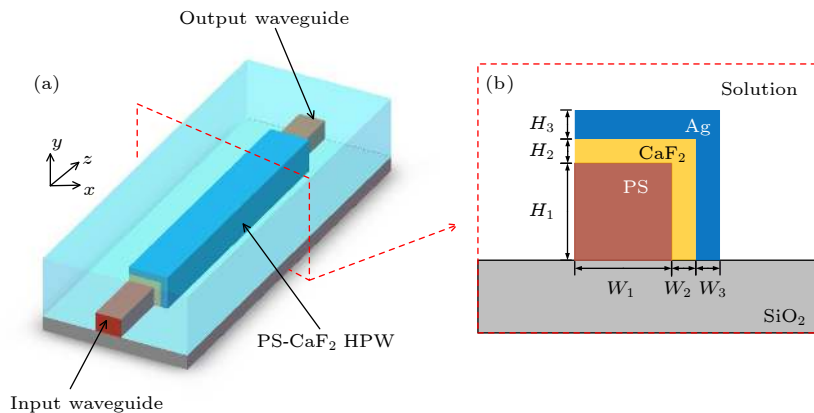 Output waveguide
(a)
y
z
x
PS-CaF₂ HPW
Input waveguide
(b)
Solution
H₃
Ag
H₂
CaF₂
PS
H₁
W₁ W₂ W₃
SiO₂